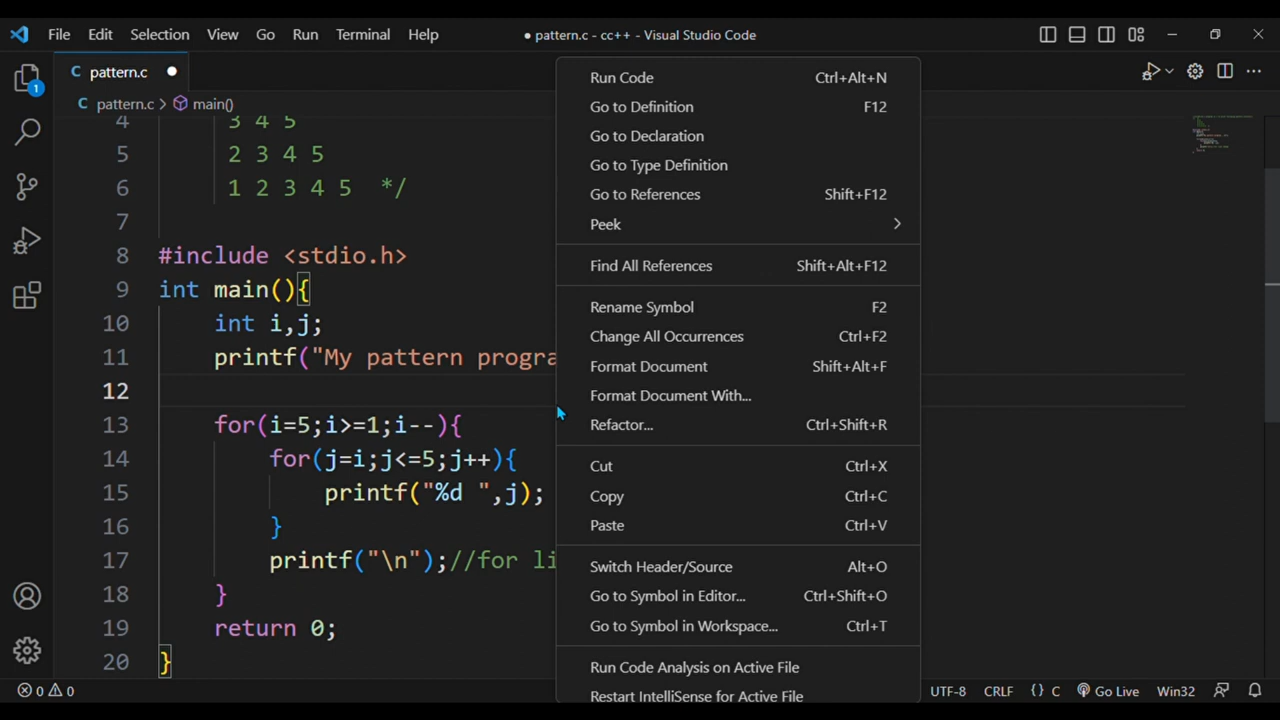 File Edit Selection View Go Run Terminal Help ● pattern.c - cc++ - Visual Studio Code
1
C pattern.c ●
C pattern.c > main()
4 3 4 5
5 2 3 4 5
6 1 2 3 4 5 */
7
8 #include <stdio.h>
9 int main(){
10 int i,j;
11 printf("My pattern progra
12
13 for(i=5;i>=1;i--){
14 for(j=i;j<=5;j++){
15 printf("%d ",j);
16 }
17 printf("\n");//for li
18 }
19 return 0;
20 }
Run Code Ctrl+Alt+N
Go to Definition F12
Go to Declaration
Go to Type Definition
Go to References Shift+F12
Peek >
Find All References Shift+Alt+F12
Rename Symbol F2
Change All Occurrences Ctrl+F2
Format Document Shift+Alt+F
Format Document With...
Refactor... Ctrl+Shift+R
Cut Ctrl+X
Copy Ctrl+C
Paste Ctrl+V
Switch Header/Source Alt+O
Go to Symbol in Editor... Ctrl+Shift+O
Go to Symbol in Workspace... Ctrl+T
Run Code Analysis on Active File
Restart IntelliSense for Active File
0 0 UTF-8 CRLF {} C Go Live Win32